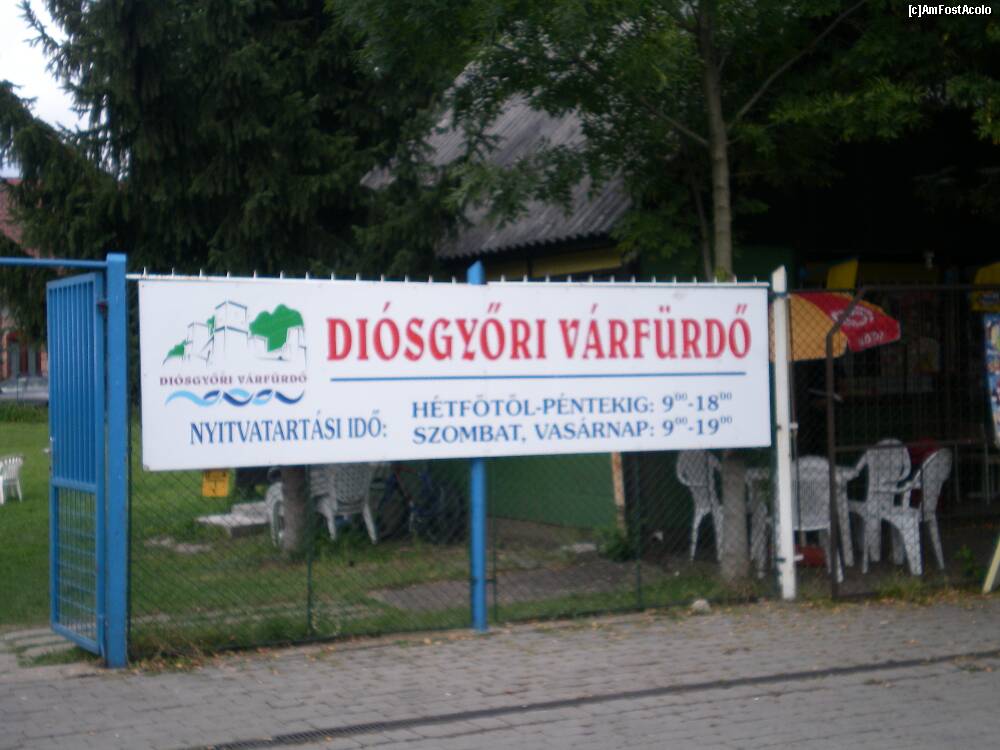 [c]AmFostAcolo
DIÓSGYŐRI VÁRFÜRDŐ
DIÓSGYŐRI VÁRFÜRDŐ
NYITVATARTÁSI IDŐ:
HÉTFŐTŐL-PÉNTEKIG: 9⁰⁰-18⁰⁰
SZOMBAT, VASÁRNAP: 9⁰⁰-19⁰⁰